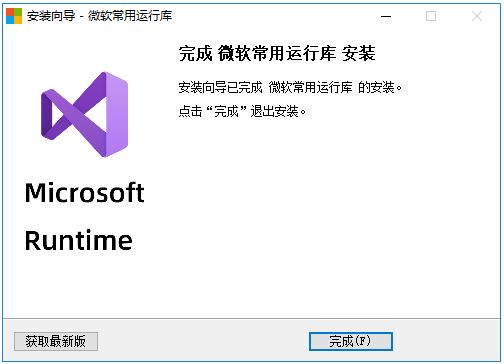 安装向导 - 微软常用运行库
完成 微软常用运行库 安装
安装向导已完成 微软常用运行库 的安装。
点击“完成”退出安装。
Microsoft
Runtime
获取最新版
完成(F)